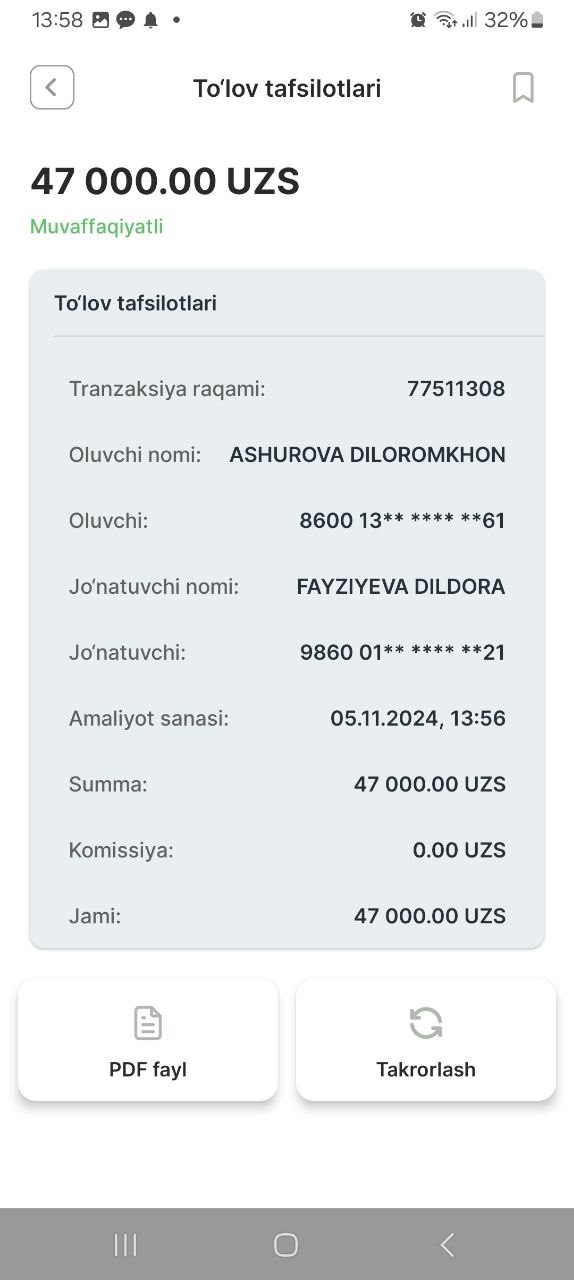 13:58 32%
To‘lov tafsilotlari
47 000.00 UZS
Muvaffaqiyatli
To‘lov tafsilotlari
Tranzaksiya raqami: 77511308
Oluvchi nomi: ASHUROVA DILOROMKHON
Oluvchi: 8600 13** **** **61
Jo‘natuvchi nomi: FAYZIYEVA DILDORA
Jo‘natuvchi: 9860 01** **** **21
Amaliyot sanasi: 05.11.2024, 13:56
Summa: 47 000.00 UZS
Komissiya: 0.00 UZS
Jami: 47 000.00 UZS
PDF fayl Takrorlash